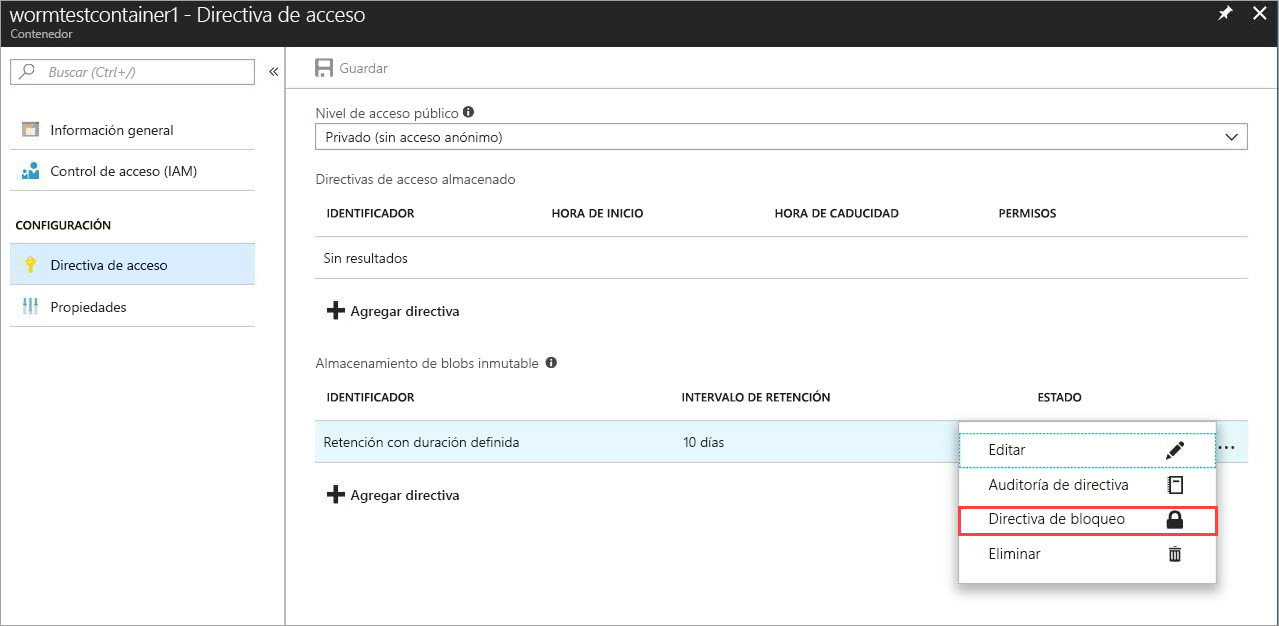 wormtestcontainer1 - Directiva de acceso
Contenedor
Buscar (Ctrl+/)
Información general
Control de acceso (IAM)
CONFIGURACIÓN
Directiva de acceso
Propiedades
Guardar
Nivel de acceso público
Privado (sin acceso anónimo)
Directivas de acceso almacenado
IDENTIFICADOR HORA DE INICIO HORA DE CADUCIDAD PERMISOS
Sin resultados
Agregar directiva
Almacenamiento de blobs inmutable
IDENTIFICADOR INTERVALO DE RETENCIÓN ESTADO
Retención con duración definida 10 días
Agregar directiva
Editar
Auditoría de directiva
Directiva de bloqueo
Eliminar